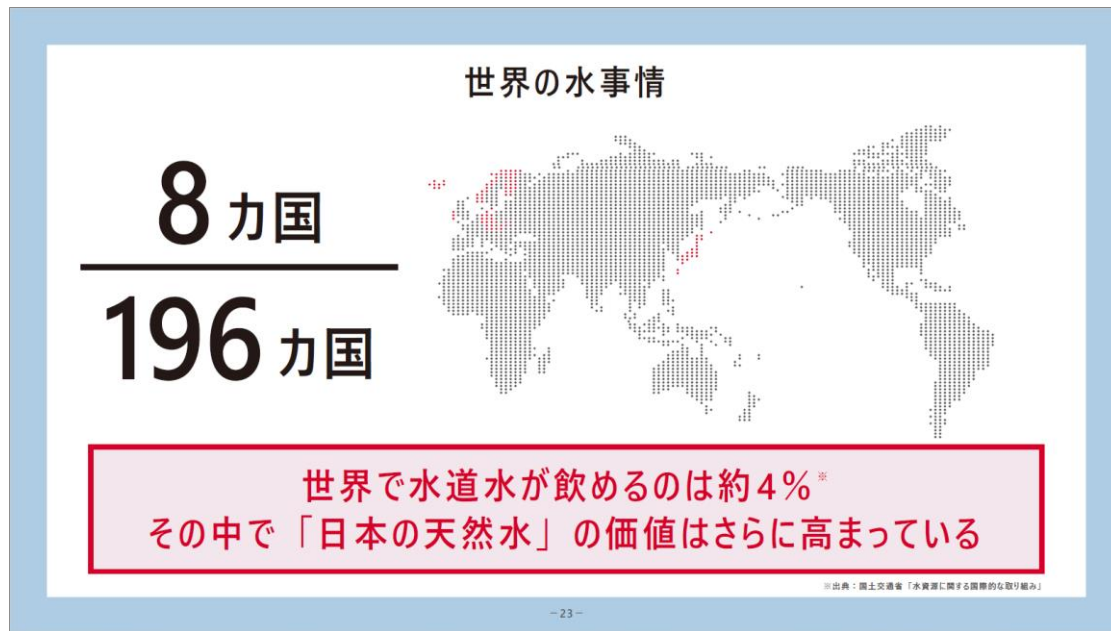 世界の水事情
8カ国
196カ国
世界で水道水が飲めるのは約4%※
その中で「日本の天然水」の価値はさらに高まっている
※出典：国土交通省「水資源に関する国際的な取り組み」
－23－